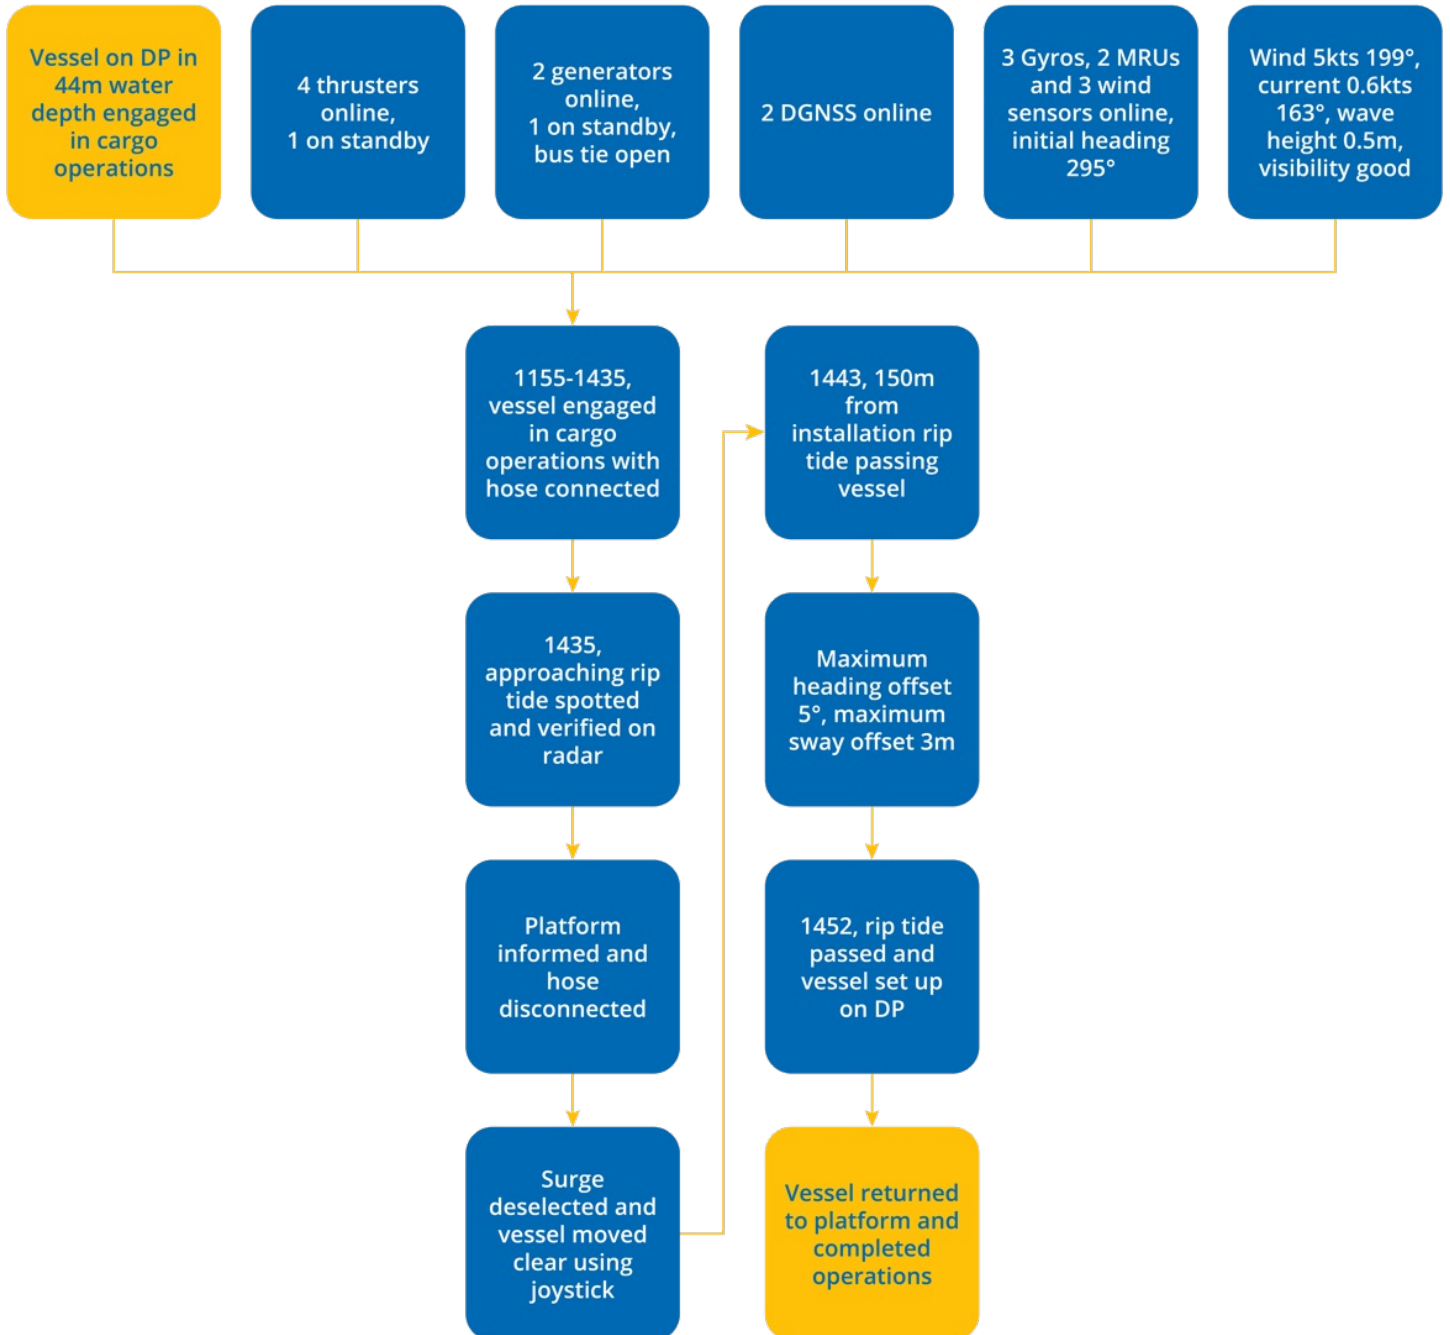 Vessel on DP in
44m water
depth engaged
in cargo
operations
4 thrusters
online,
1 on standby
2 generators
online,
1 on standby,
bus tie open
2 DGNSS online
3 Gyros, 2 MRUs
and 3 wind
sensors online,
initial heading
295°
Wind 5kts 199°,
current 0.6kts
163°, wave
height 0.5m,
visibility good
1155-1435,
vessel engaged
in cargo
operations with
hose connected
1435,
approaching rip
tide spotted
and verified on
radar
Platform
informed and
hose
disconnected
Surge
deselected and
vessel moved
clear using
joystick
1443, 150m
from
installation rip
tide passing
vessel
Maximum
heading offset
5°, maximum
sway offset 3m
1452, rip tide
passed and
vessel set up
on DP
Vessel returned
to platform and
completed
operations